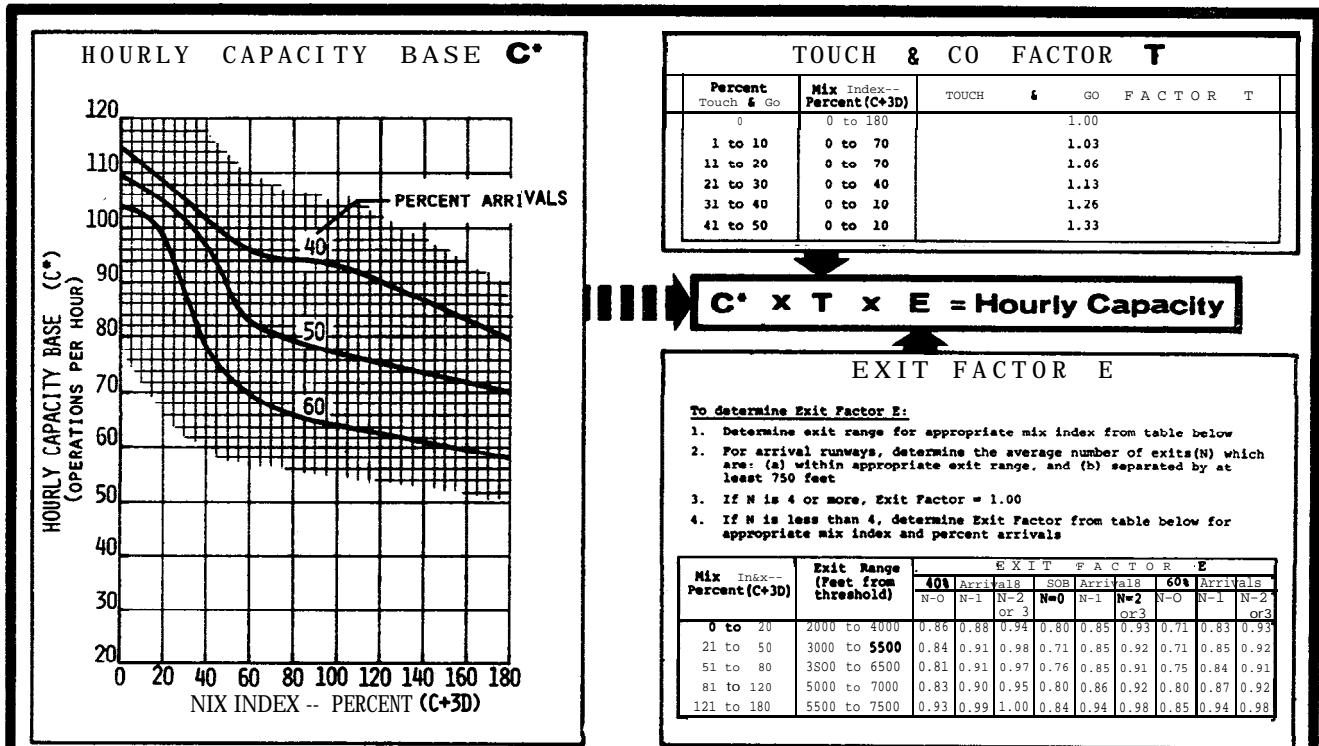 HOURLY CAPACITY BASE C*
120
110
100
90
80
70
60
50
40
30
20
HOURLY CAPACITY BASE (C*)
(OPERATIONS PER HOUR)
PERCENT ARRIVALS
40
50
60
0 20 40 60 80 100 120 140 160 180
NIX INDEX -- PERCENT (C+3D)
TOUCH & CO FACTOR T
Percent Touch & Go | Mix Index-- Percent(C+3D) | TOUCH & GO FACTOR T
0 0 to 180 1.00
1 to 10 0 to 70 1.03
11 to 20 0 to 70 1.06
21 to 30 0 to 40 1.13
31 to 40 0 to 10 1.26
41 to 50 0 to 10 1.33
C* X T x E = Hourly Capacity
EXIT FACTOR E
To determine Exit Factor E:
1. Determine exit range for appropriate mix index from table below
2. For arrival runways, determine the average number of exits(N) which
are: (a) within appropriate exit range, and (b) separated by at
least 750 feet
3. If N is 4 or more, Exit Factor = 1.00
4. If N is less than 4, determine Exit Factor from table below for
appropriate mix index and percent arrivals
Mix In&x-- Percent(C+3D) | Exit Range (Feet from threshold) | EXIT FACTOR E
40% Arrival8 | SOB Arrival8 | 60% Arrivals
N-O N-1 N-2 or 3 N=0 N-1 N=2 or3 N-O N-1 N-2 or3
0 to 20 2000 to 4000 0.86 0.88 0.94 0.80 0.85 0.93 0.71 0.83 0.93
21 to 50 3000 to 5500 0.84 0.91 0.98 0.71 0.85 0.92 0.71 0.85 0.92
51 to 80 3S00 to 6500 0.81 0.91 0.97 0.76 0.85 0.91 0.75 0.84 0.91
81 to 120 5000 to 7000 0.83 0.90 0.95 0.80 0.86 0.92 0.80 0.87 0.92
121 to 180 5500 to 7500 0.93 0.99 1.00 0.84 0.94 0.98 0.85 0.94 0.98